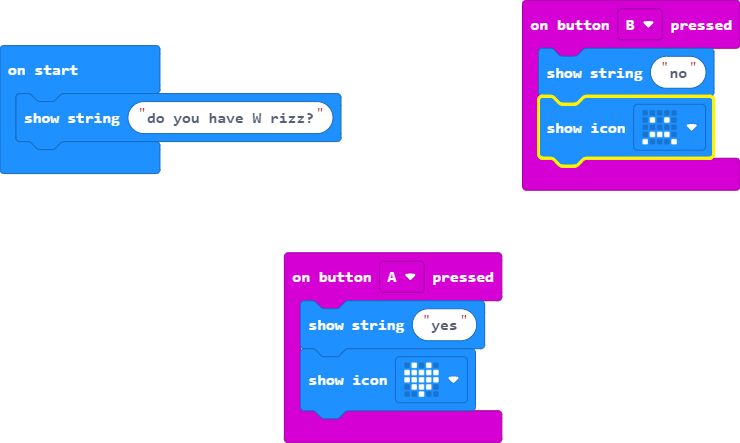 on start
show string "do you have W rizz?"
on button B pressed
show string "no"
show icon
on button A pressed
show string "yes"
show icon